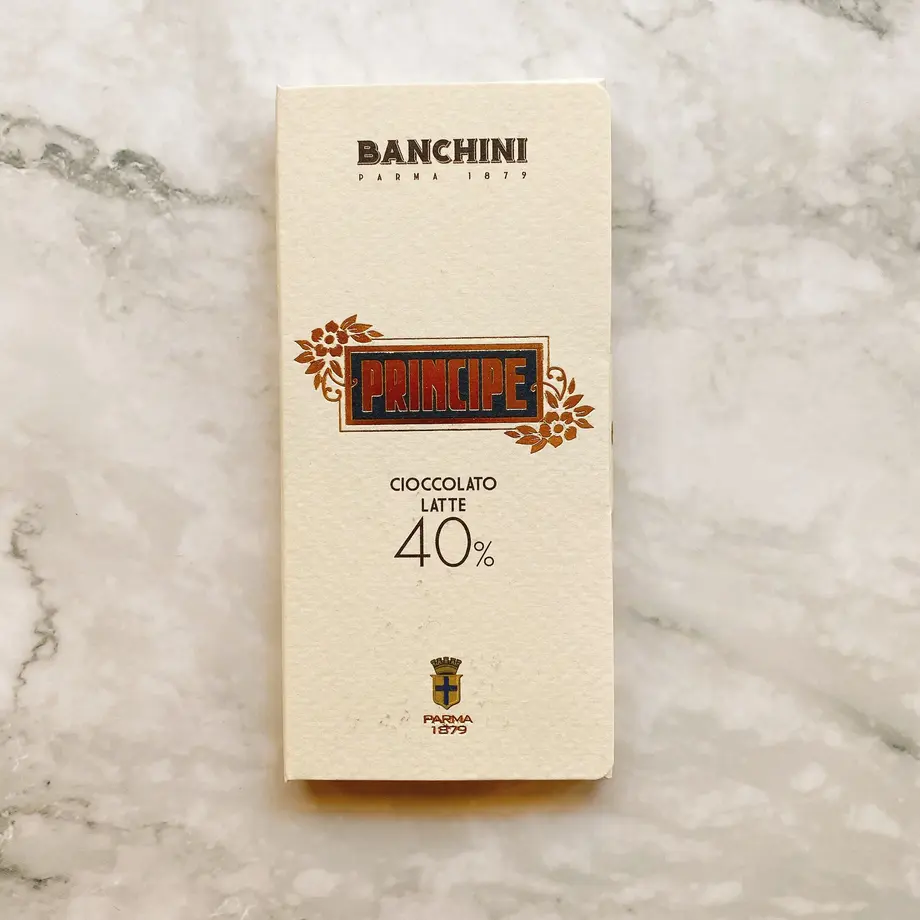 BANCHINI
PARMA 1879
PRINCIPE
CIOCCOLATO
LATTE
40%
PARMA
1879